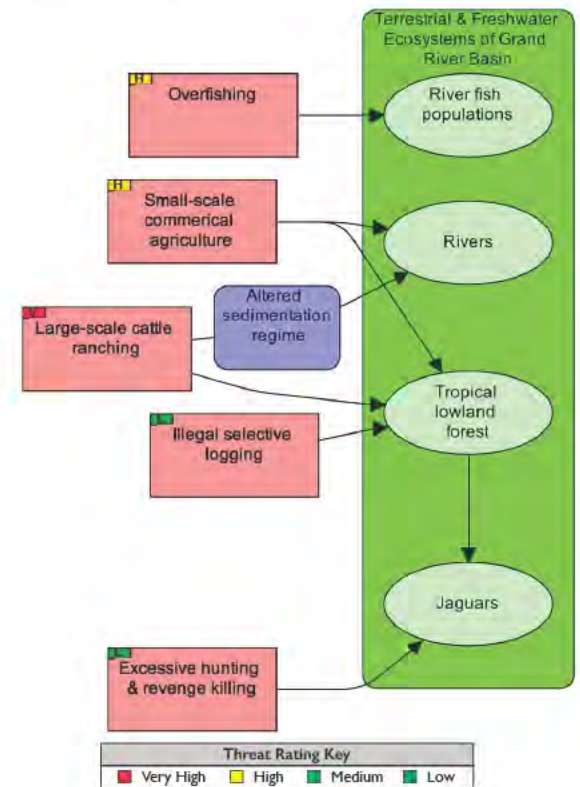 Terrestrial & Freshwater
Ecosystems of Grand
River Basin
H
Overfishing
River fish
populations
H
Small-scale
commerical
agriculture
Rivers
Altered
sedimentation
regime
Large-scale cattle
ranching
Tropical
lowland
forest
L
Illegal selective
logging
Jaguars
L
Excessive hunting
& revenge killing
Threat Rating Key
Very High
High
Medium
Low